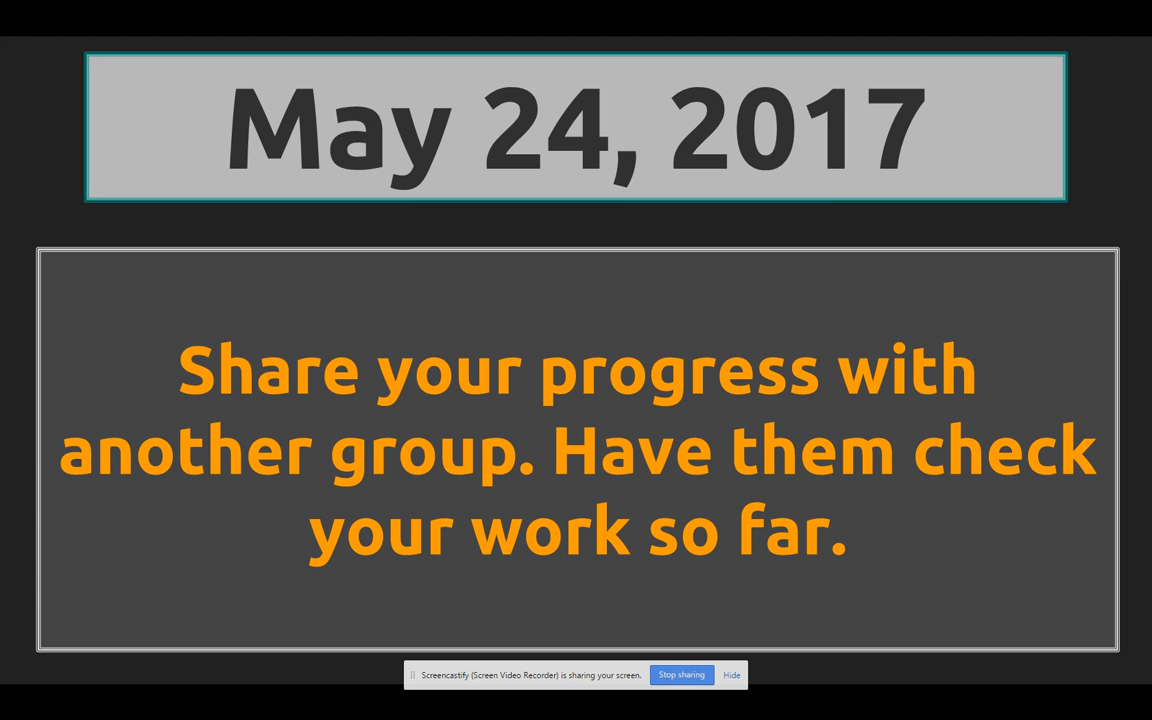 May 24, 2017
Share your progress with
another group. Have them check
your work so far.
Screencastify (Screen Video Recorder) is sharing your screen. Stop sharing Hide